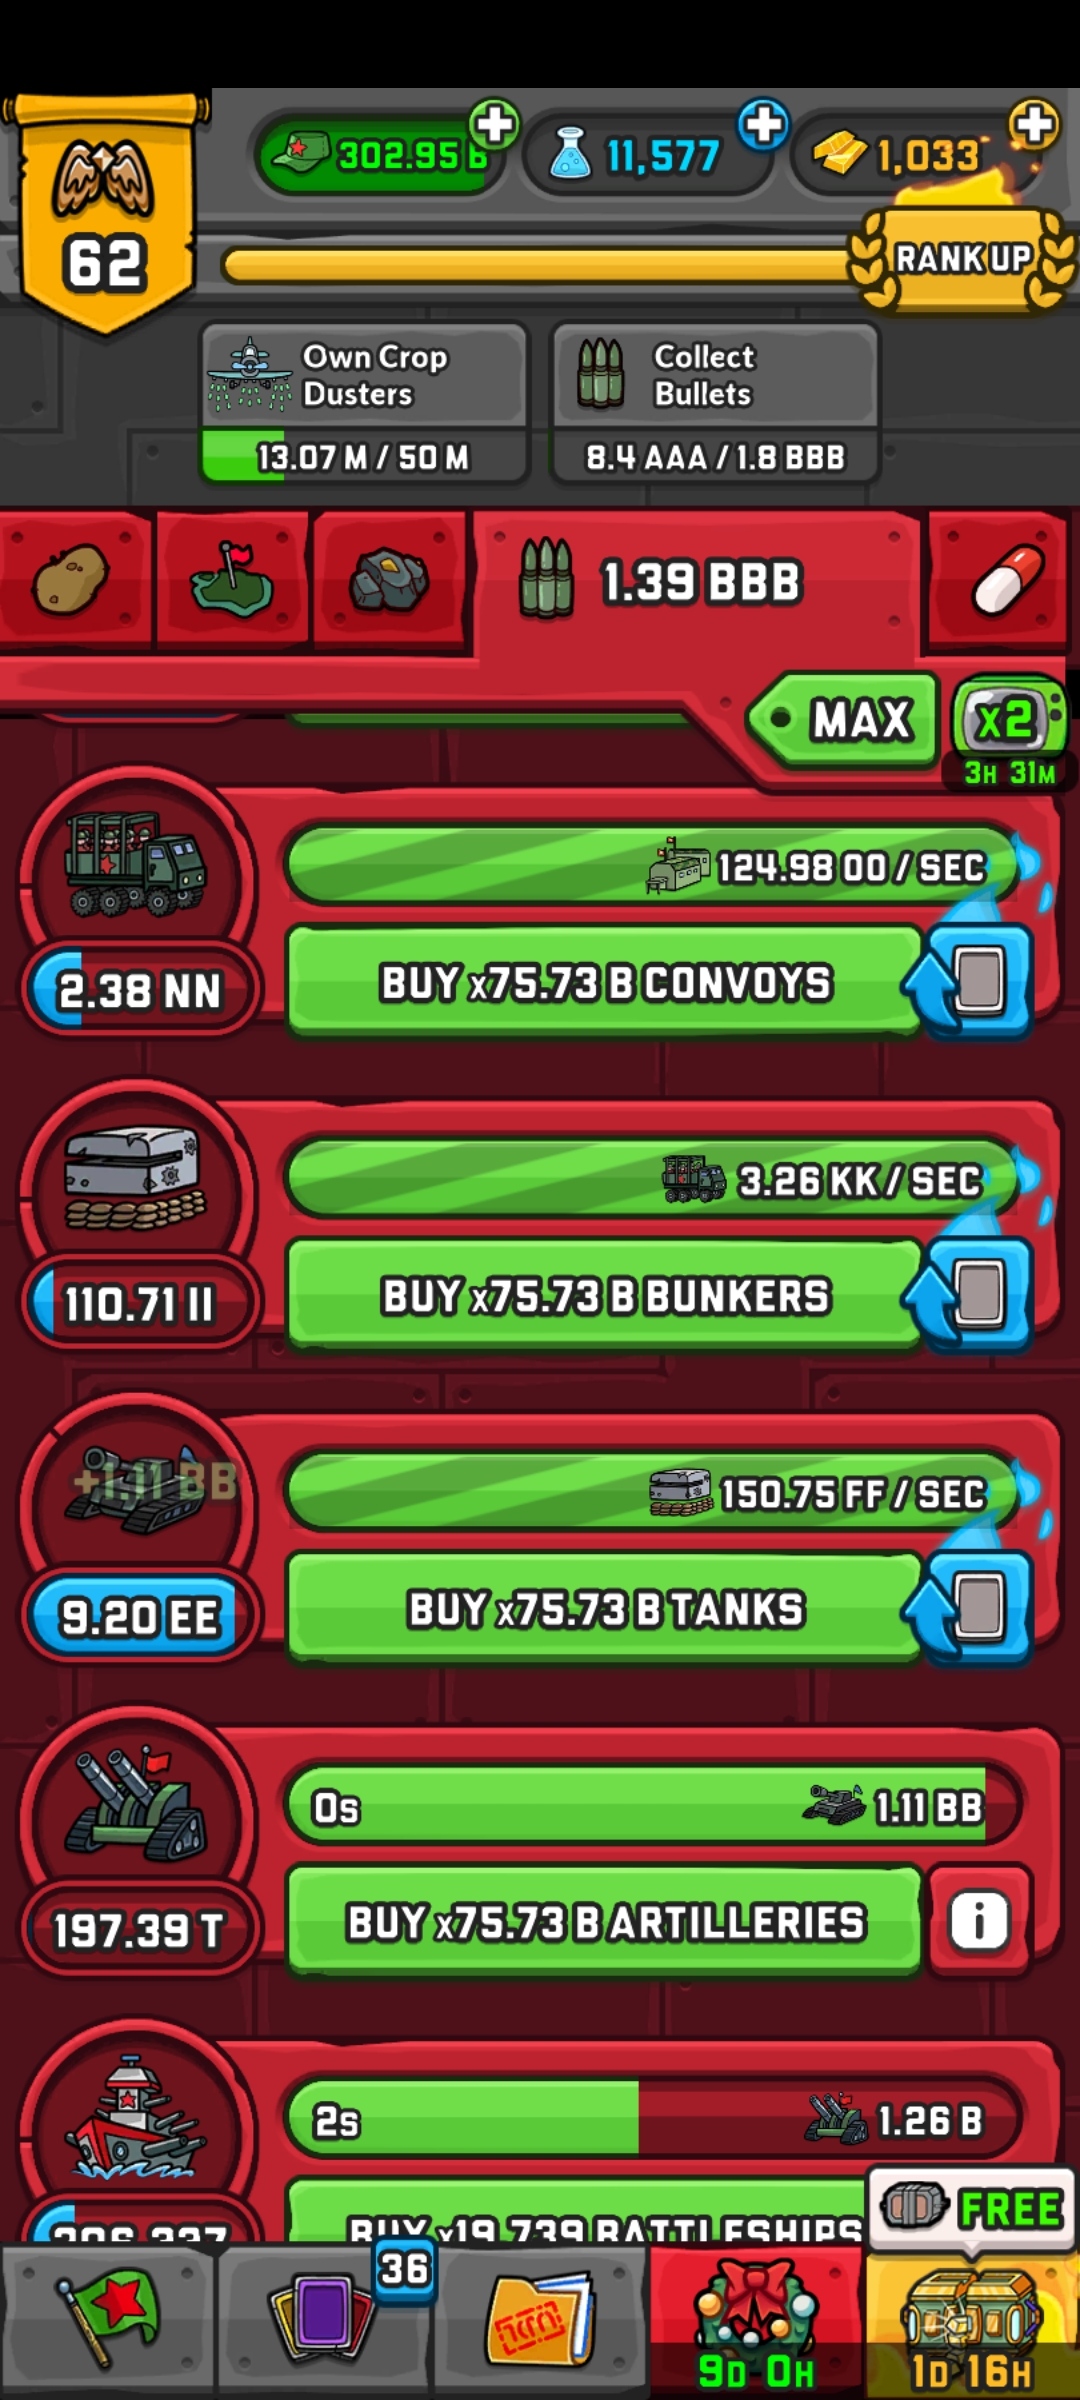 302.95 B
11,577
1,033
62
RANK UP
Own Crop
Dusters
13.07 M / 50 M
Collect
Bullets
8.4 AAA / 1.8 BBB
1.39 BBB
MAX
x2
3H 31M
124.98 OO / SEC
2.38 NN
BUY x75.73 B CONVOYS
3.26 KK / SEC
110.71 II
BUY x75.73 B BUNKERS
+1.11 BB
150.75 FF / SEC
9.20 EE
BUY x75.73 B TANKS
0s
1.11 BB
197.39 T
BUY x75.73 B ARTILLERIES
2s
1.26 B
BUY x19,739 BATTLESHIPS
FREE
36
9D 0H
1D 16H